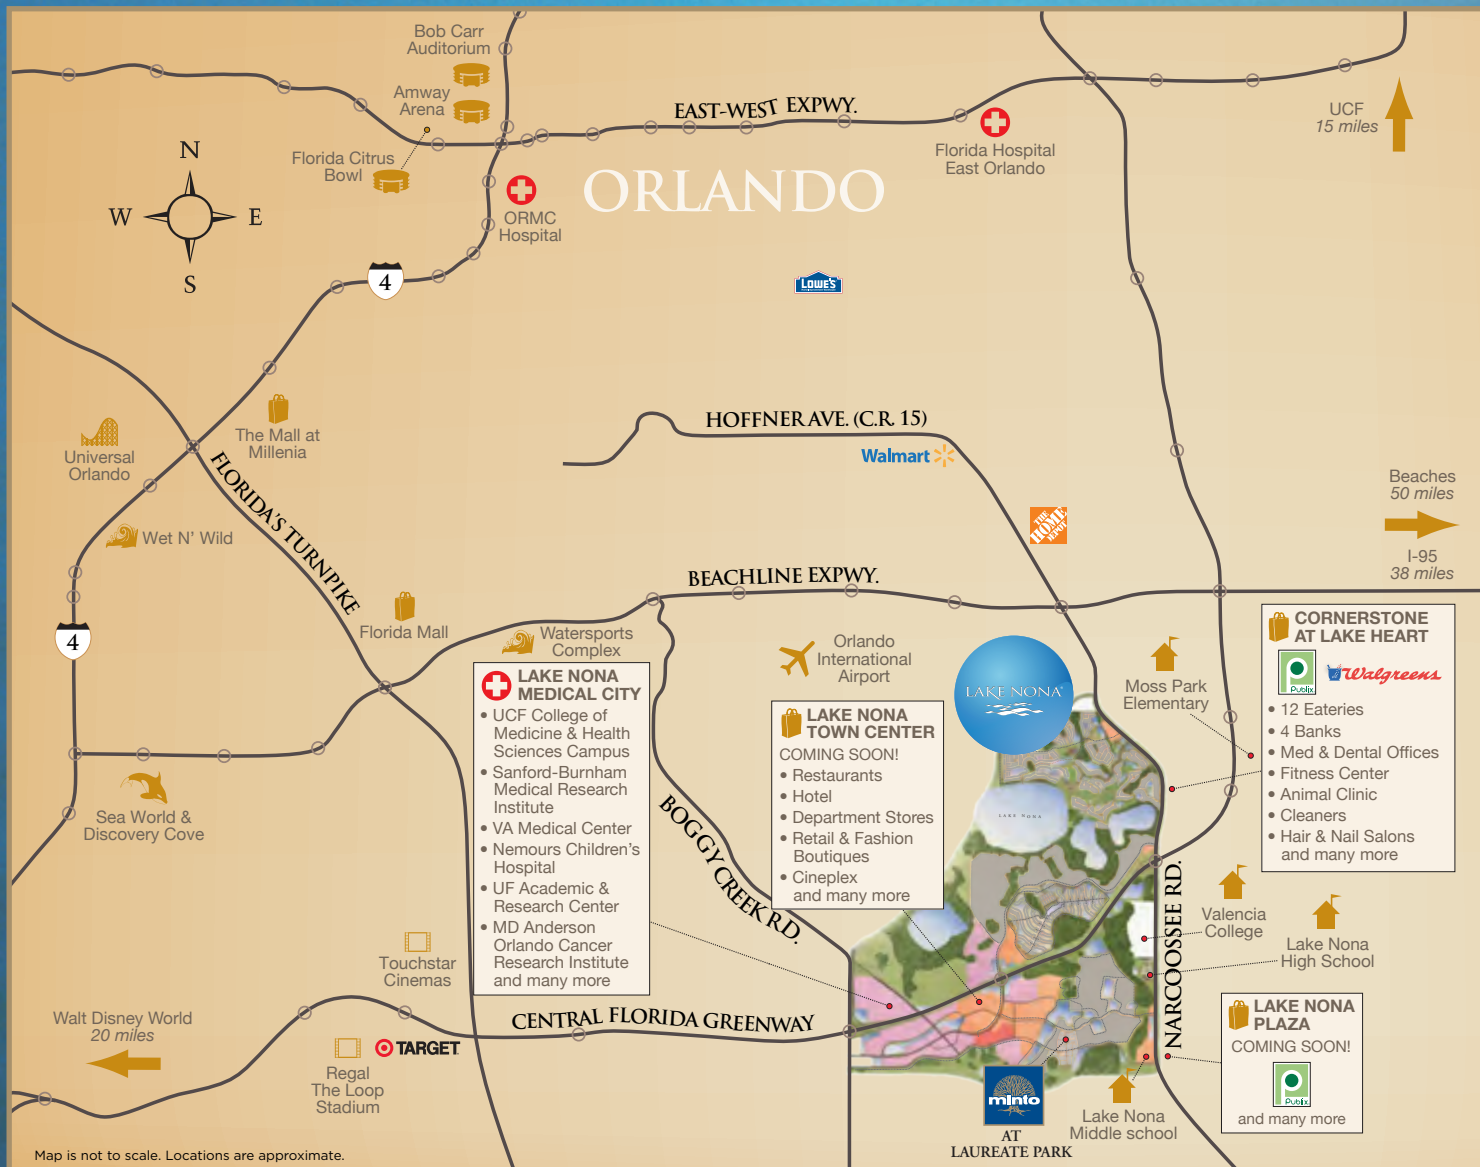 Bob Carr
Auditorium
Amway
Arena
Florida Citrus
Bowl
EAST-WEST EXPWY.
Florida Hospital
East Orlando
UCF
15 miles
N
W
E
S
ORMC
Hospital
ORLANDO
4
LOWE'S
The Mall at
Millenia
Universal
Orlando
HOFFNER AVE. (C.R. 15)
Walmart
FLORIDA'S TURNPIKE
Wet N' Wild
THE
HOME
DEPOT
Beaches
50 miles
I-95
38 miles
BEACHLINE EXPWY.
4
Florida Mall
Watersports
Complex
Orlando
International
Airport
LAKE NONA
Moss Park
Elementary
CORNERSTONE
AT LAKE HEART
Publix
Walgreens
• 12 Eateries
• 4 Banks
• Med & Dental Offices
• Fitness Center
• Animal Clinic
• Cleaners
• Hair & Nail Salons
and many more
LAKE NONA
MEDICAL CITY
• UCF College of
Medicine & Health
Sciences Campus
• Sanford-Burnham
Medical Research
Institute
• VA Medical Center
• Nemours Children's
Hospital
• UF Academic &
Research Center
• MD Anderson
Orlando Cancer
Research Institute
and many more
LAKE NONA
TOWN CENTER
COMING SOON!
• Restaurants
• Hotel
• Department Stores
• Retail & Fashion
Boutiques
• Cineplex
and many more
LAKE NONA
Sea World &
Discovery Cove
BOGGY CREEK RD.
NARCOOSSEE RD.
Valencia
College
Lake Nona
High School
Touchstar
Cinemas
Walt Disney World
20 miles
CENTRAL FLORIDA GREENWAY
TARGET
Regal
The Loop
Stadium
LAKE NONA
PLAZA
COMING SOON!
Publix
and many more
minto
AT
LAUREATE PARK
Lake Nona
Middle school
Map is not to scale. Locations are approximate.